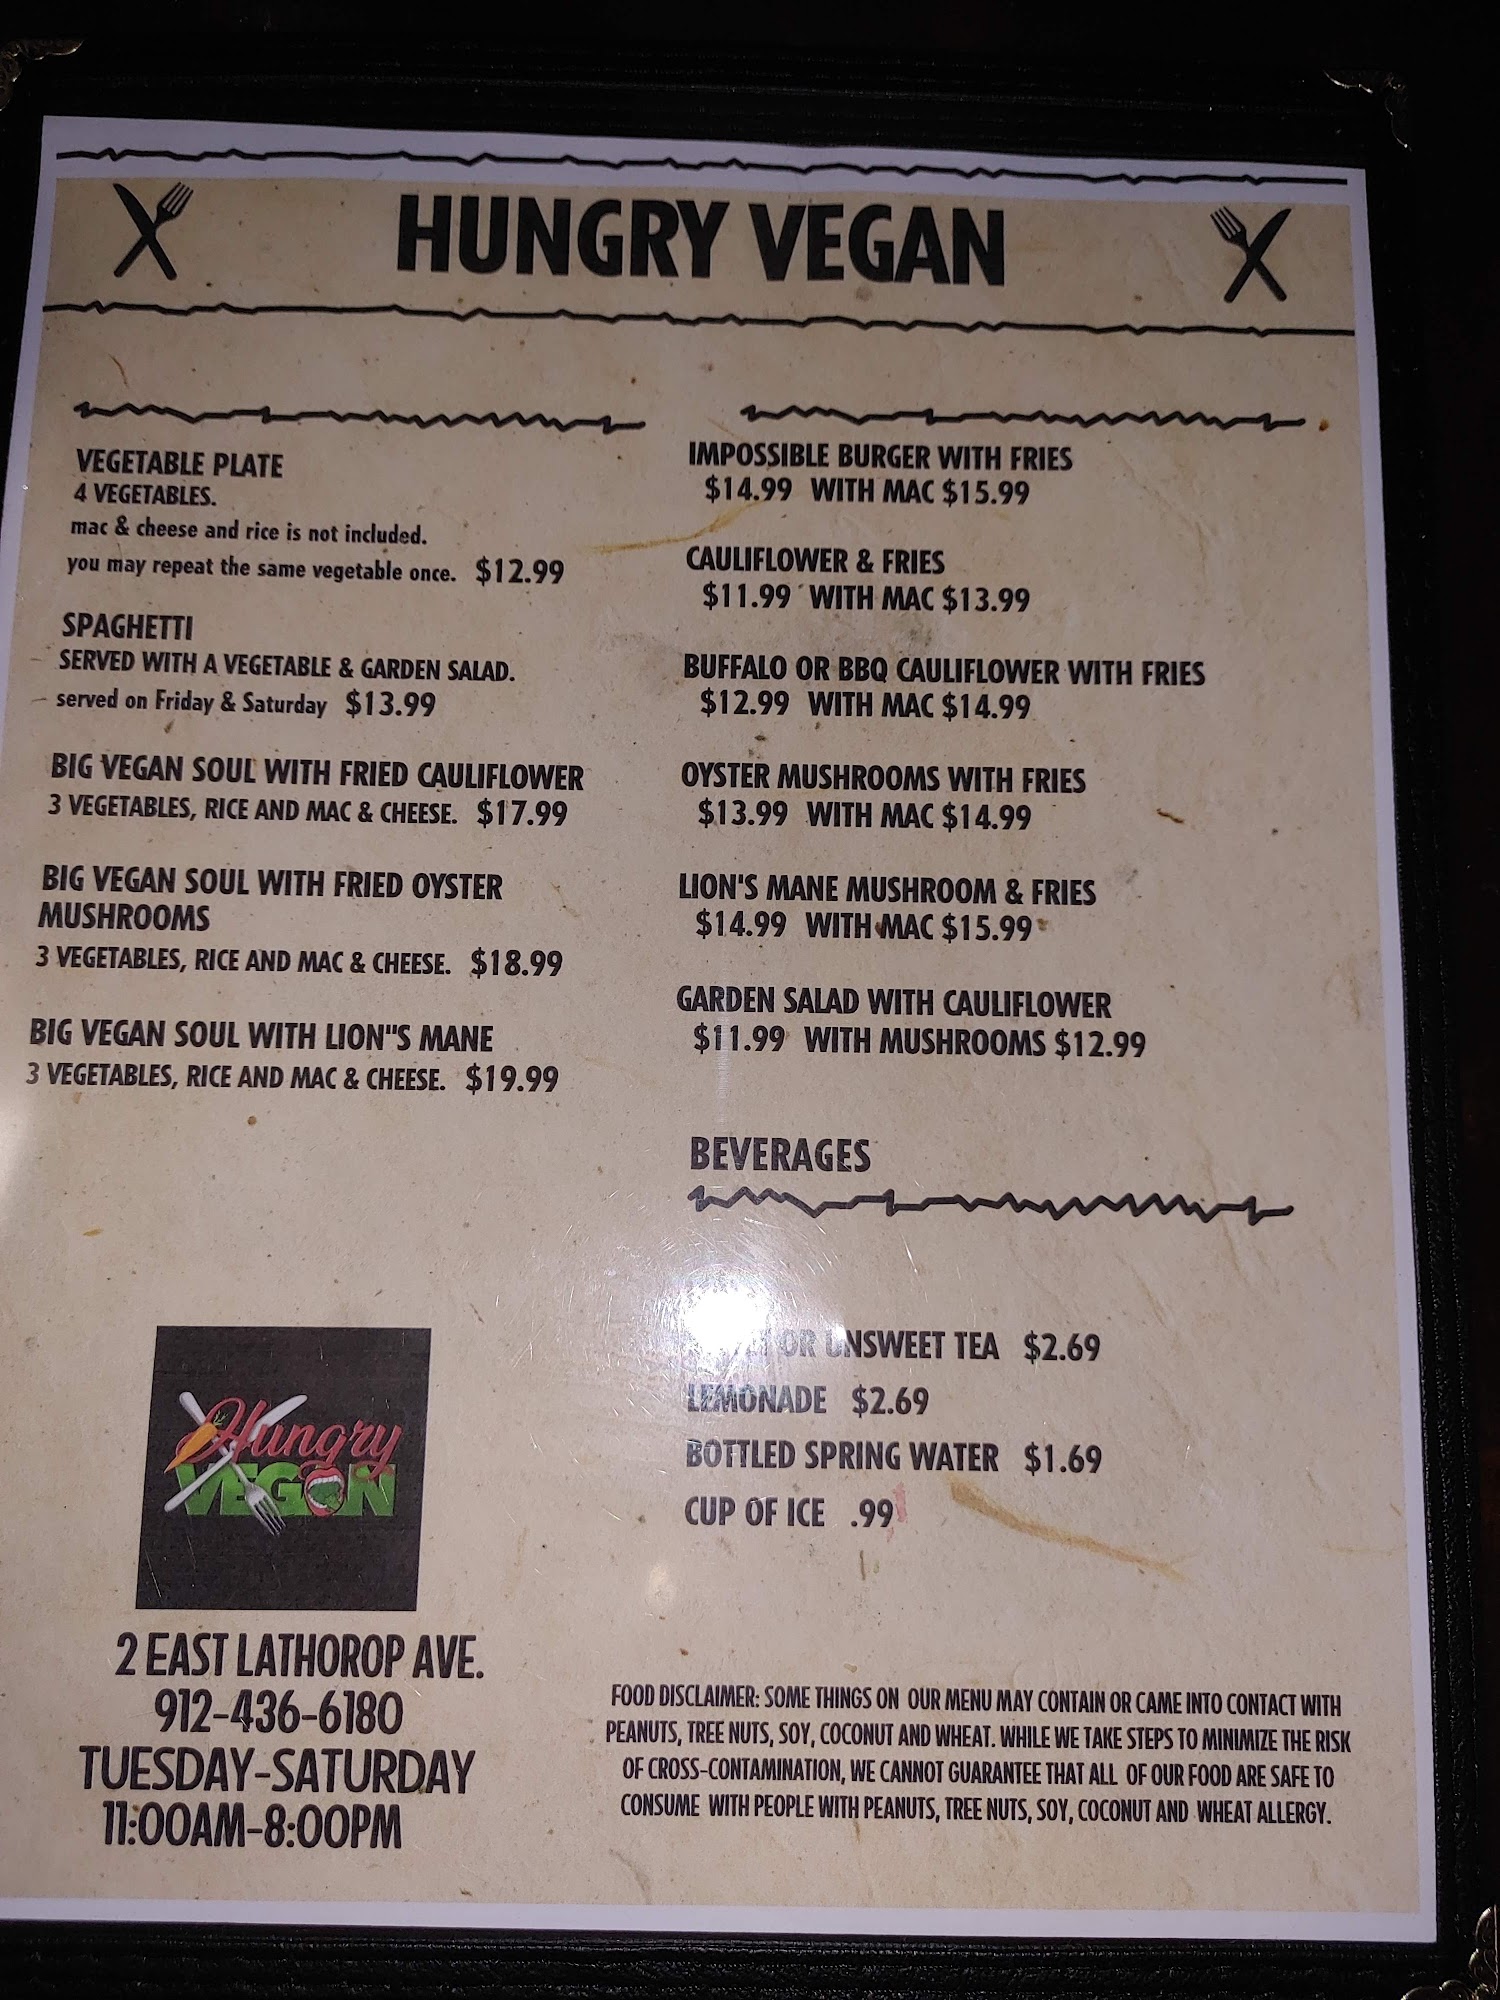 HUNGRY VEGAN
VEGETABLE PLATE
4 VEGETABLES.
mac & cheese and rice is not included.
you may repeat the same vegetable once. $12.99
SPAGHETTI
SERVED WITH A VEGETABLE & GARDEN SALAD.
served on Friday & Saturday $13.99
BIG VEGAN SOUL WITH FRIED CAULIFLOWER
3 VEGETABLES, RICE AND MAC & CHEESE. $17.99
BIG VEGAN SOUL WITH FRIED OYSTER
MUSHROOMS
3 VEGETABLES, RICE AND MAC & CHEESE. $18.99
BIG VEGAN SOUL WITH LION"S MANE
3 VEGETABLES, RICE AND MAC & CHEESE. $19.99
IMPOSSIBLE BURGER WITH FRIES
$14.99 WITH MAC $15.99
CAULIFLOWER & FRIES
$11.99 WITH MAC $13.99
BUFFALO OR BBQ CAULIFLOWER WITH FRIES
$12.99 WITH MAC $14.99
OYSTER MUSHROOMS WITH FRIES
$13.99 WITH MAC $14.99
LION'S MANE MUSHROOM & FRIES
$14.99 WITH MAC $15.99
GARDEN SALAD WITH CAULIFLOWER
$11.99 WITH MUSHROOMS $12.99
BEVERAGES
OR UNSWEET TEA $2.69
LEMONADE $2.69
BOTTLED SPRING WATER $1.69
CUP OF ICE .99
Hungry
VEGAN
2 EAST LATHOROP AVE.
912-436-6180
TUESDAY-SATURDAY
11:00AM-8:00PM
FOOD DISCLAIMER: SOME THINGS ON OUR MENU MAY CONTAIN OR CAME INTO CONTACT WITH
PEANUTS, TREE NUTS, SOY, COCONUT AND WHEAT. WHILE WE TAKE STEPS TO MINIMIZE THE RISK
OF CROSS-CONTAMINATION, WE CANNOT GUARANTEE THAT ALL OF OUR FOOD ARE SAFE TO
CONSUME WITH PEOPLE WITH PEANUTS, TREE NUTS, SOY, COCONUT AND WHEAT ALLERGY.